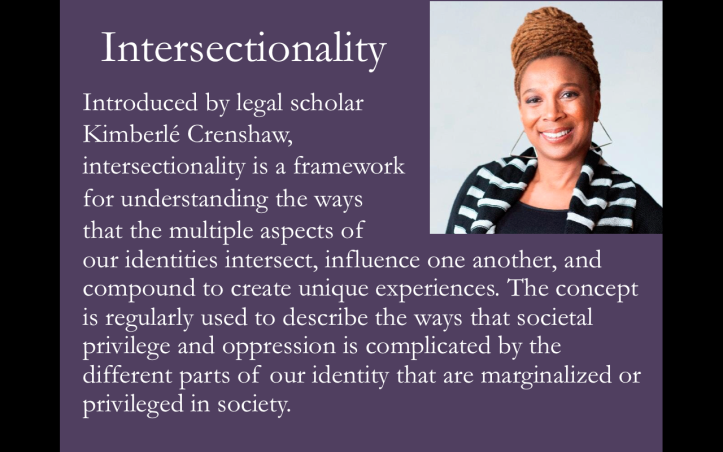 Intersectionality
Introduced by legal scholar
Kimberlé Crenshaw,
intersectionality is a framework
for understanding the ways
that the multiple aspects of
our identities intersect, influence one another, and
compound to create unique experiences. The concept
is regularly used to describe the ways that societal
privilege and oppression is complicated by the
different parts of our identity that are marginalized or
privileged in society.